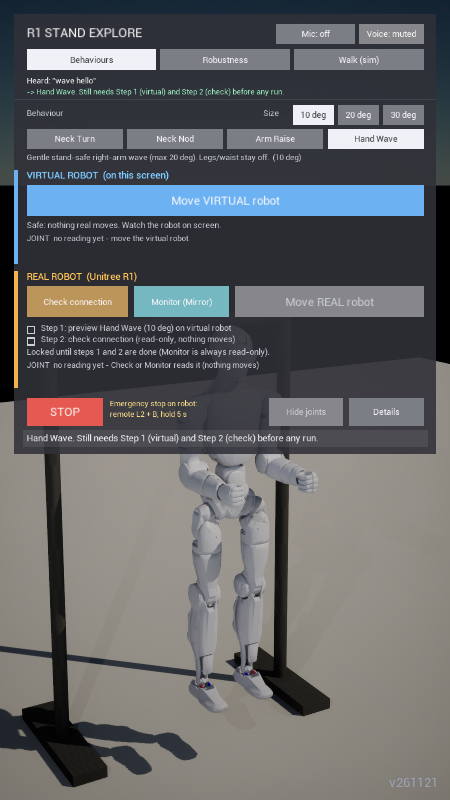 R1 STAND EXPLORE
Mic: off
Voice: muted
Behaviours
Robustness
Walk (sim)
Heard: "wave hello"
-> Hand Wave. Still needs Step 1 (virtual) and Step 2 (check) before any run.
Behaviour
Size
10 deg
20 deg
30 deg
Neck Turn
Neck Nod
Arm Raise
Hand Wave
Gentle stand-safe right-arm wave (max 20 deg). Legs/waist stay off. (10 deg)
VIRTUAL ROBOT (on this screen)
Move VIRTUAL robot
Safe: nothing real moves. Watch the robot on screen.
JOINT no reading yet - move the virtual robot
REAL ROBOT (Unitree R1)
Check connection
Monitor (Mirror)
Move REAL robot
Step 1: preview Hand Wave (10 deg) on virtual robot
Step 2: check connection (read-only, nothing moves)
Locked until steps 1 and 2 are done (Monitor is always read-only).
JOINT no reading yet - Check or Monitor reads it (nothing moves)
STOP
Emergency stop on robot:
remote L2 + B, hold 5 s
Hide joints
Details
Hand Wave. Still needs Step 1 (virtual) and Step 2 (check) before any run.
v261121